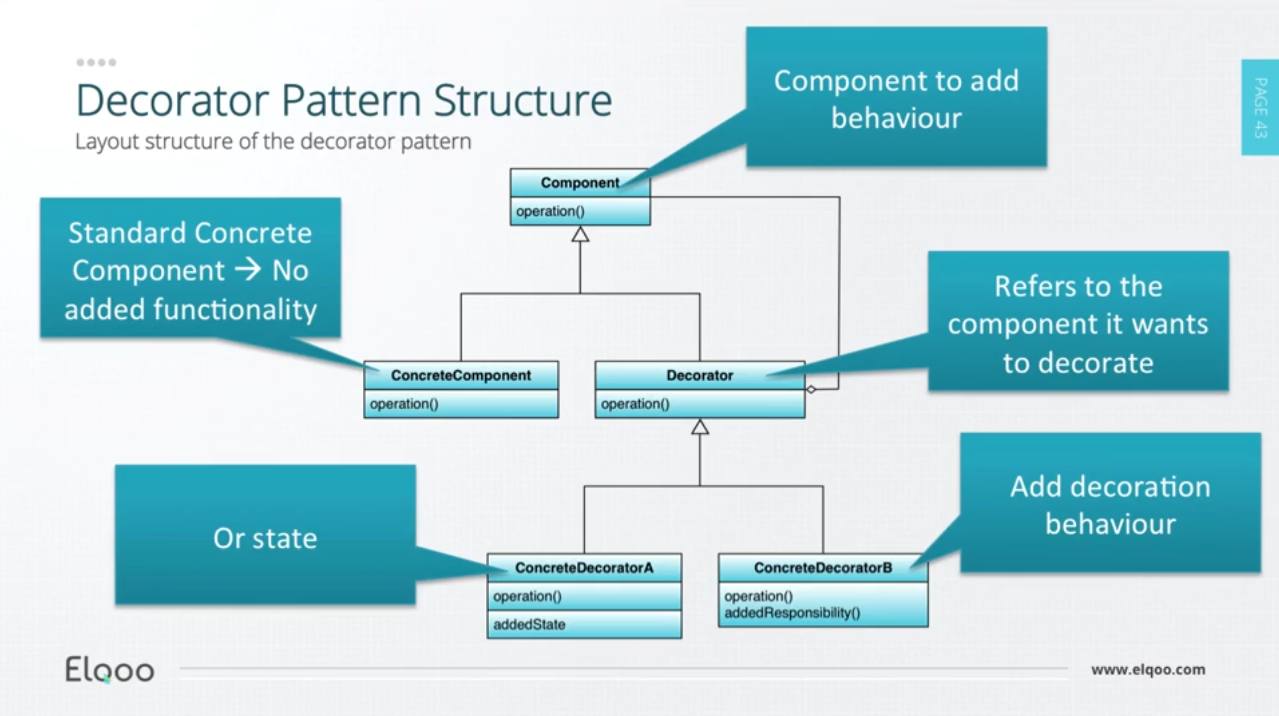 Decorator Pattern Structure
Layout structure of the decorator pattern
PAGE 43
Component to add
behaviour
Component
operation()
Standard Concrete
Component → No
added functionality
Refers to the
component it wants
to decorate
ConcreteComponent
operation()
Decorator
operation()
Or state
Add decoration
behaviour
ConcreteDecoratorA
operation()
addedState
ConcreteDecoratorB
operation()
addedResponsibility()
Elqoo
www.elqoo.com